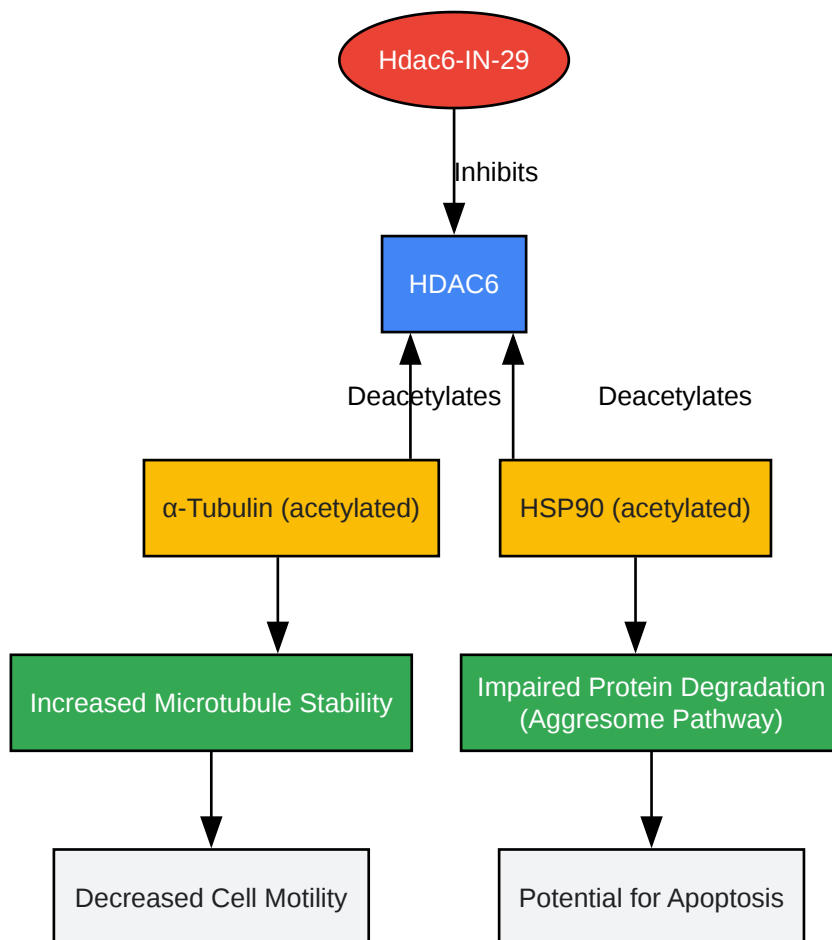 Hdac6-IN-29
Inhibits
HDAC6
Deacetylates
Deacetylates
α-Tubulin (acetylated)
HSP90 (acetylated)
Increased Microtubule Stability
Impaired Protein Degradation
(Aggresome Pathway)
Decreased Cell Motility
Potential for Apoptosis